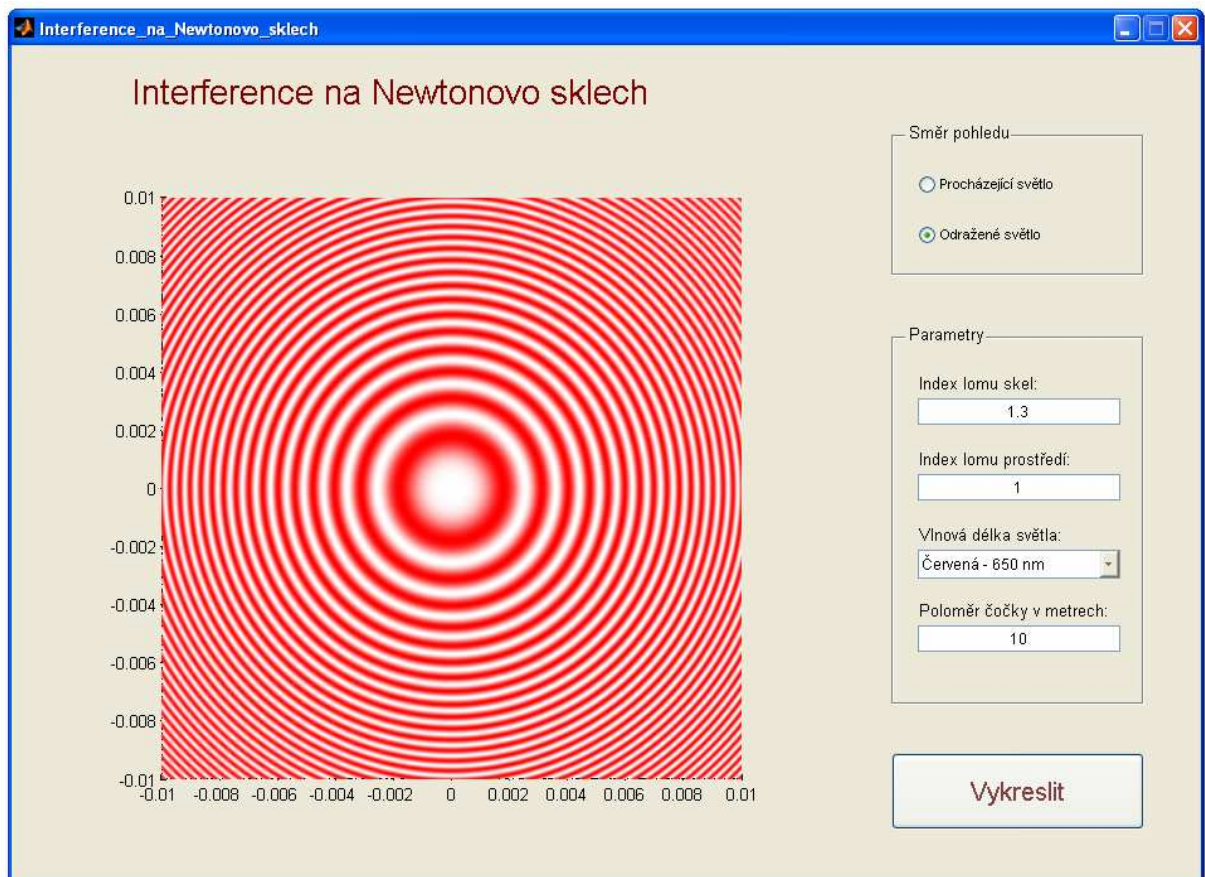 Interference_na_Newtonovo_sklech
Interference na Newtonovo sklech
Směr pohledu
Procházející světlo
Odražené světlo
0.01
0.008
0.006
0.004
0.002
0
-0.002
-0.004
-0.006
-0.008
-0.01
-0.01 -0.008 -0.006 -0.004 -0.002 0 0.002 0.004 0.006 0.008 0.01
Parametry
Index lomu skel:
1.3
Index lomu prostředí:
1
Vlnová délka světla:
Červená - 650 nm
Poloměr čočky v metrech:
10
Vykreslit